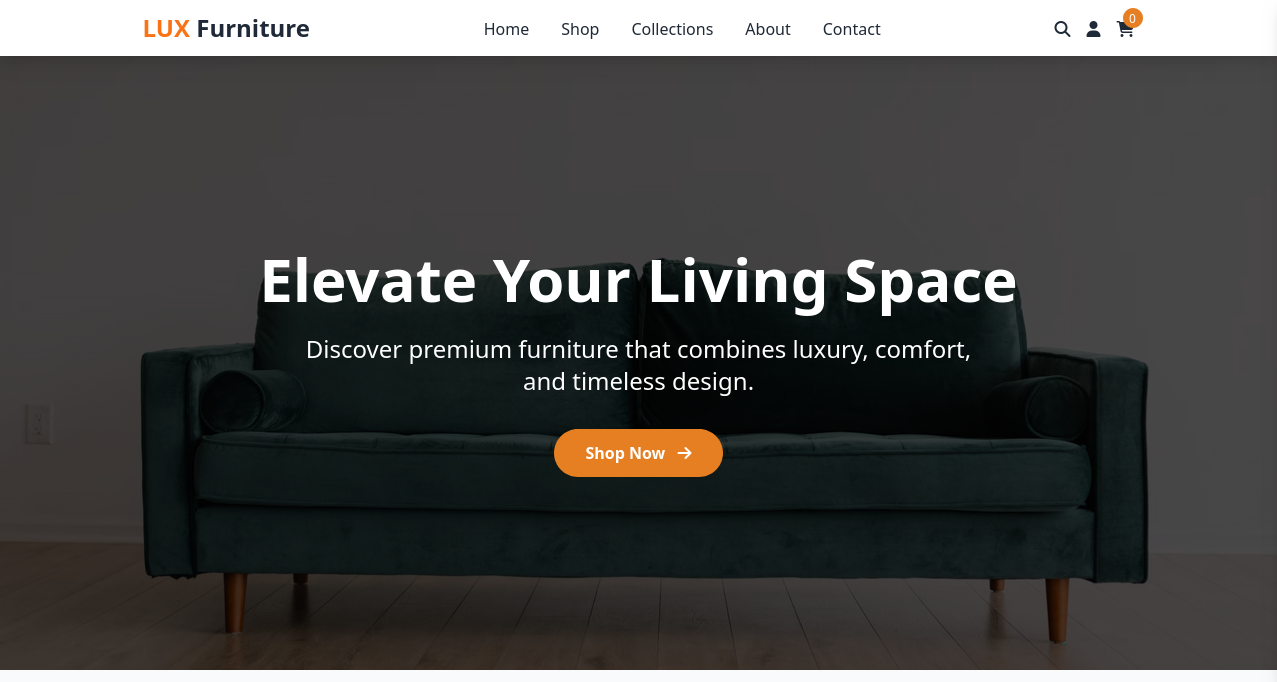 LUX Furniture
Home Shop Collections About Contact
0
Elevate Your Living Space
Discover premium furniture that combines luxury, comfort,
and timeless design.
Shop Now